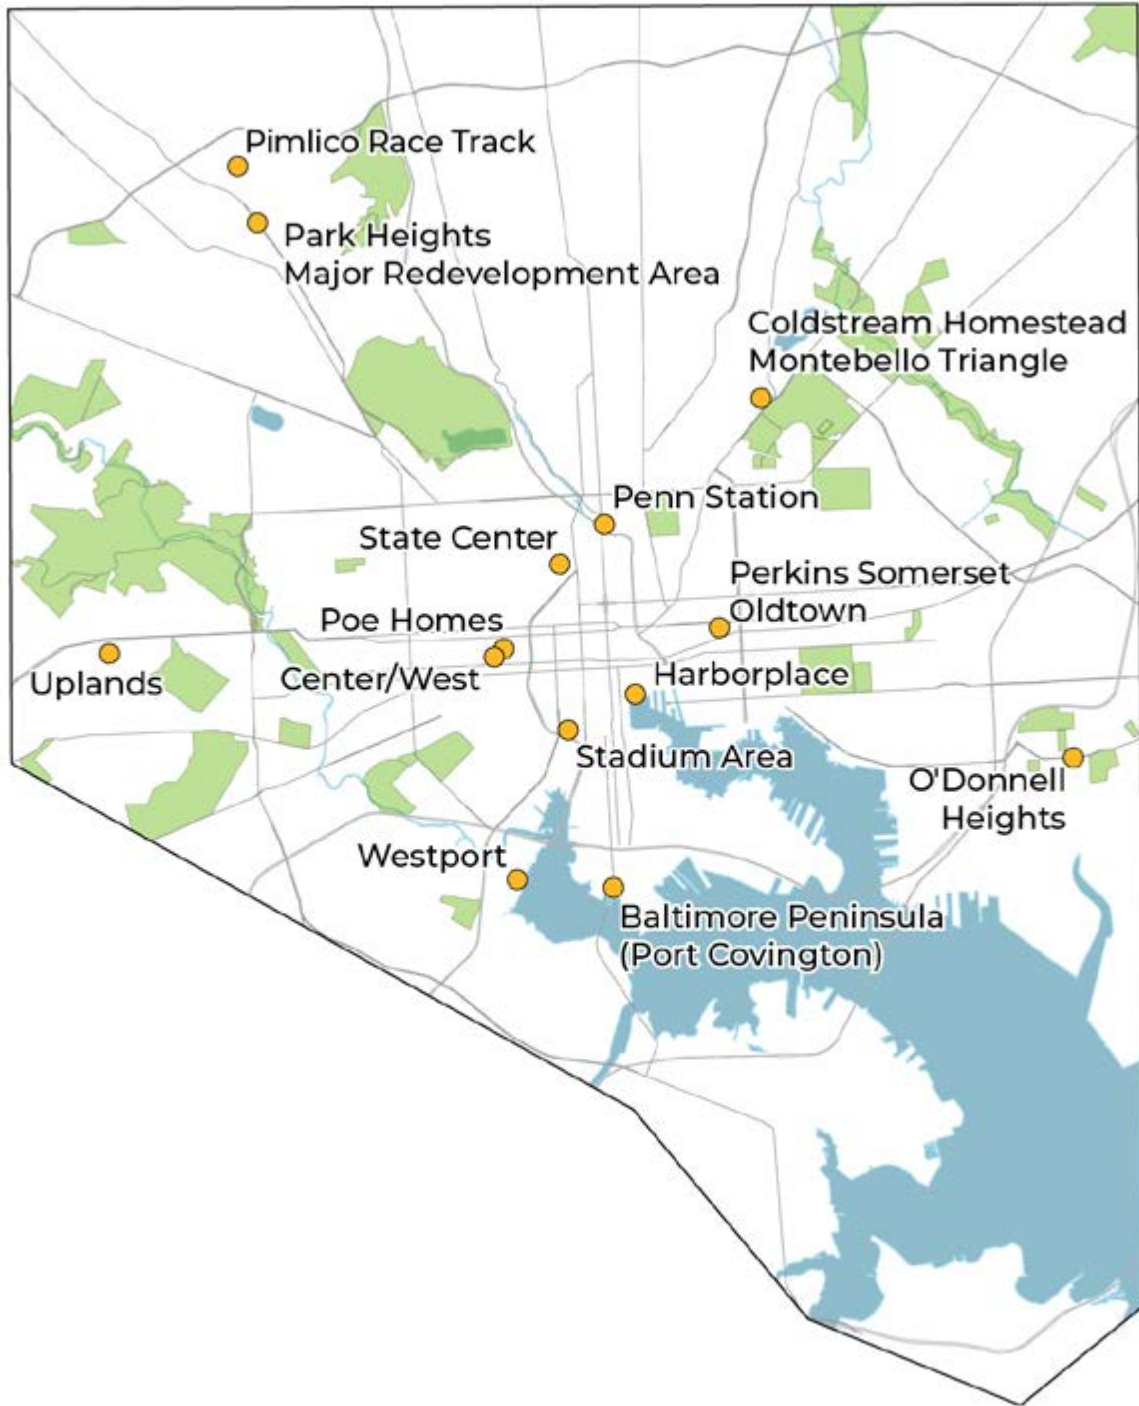 Pimlico Race Track
Park Heights
Major Redevelopment Area
Coldstream Homestead
Montebello Triangle
Penn Station
State Center
Perkins Somerset
Oldtown
Poe Homes
Center/West
Uplands
Harborplace
Stadium Area
O'Donnell
Heights
Westport
Baltimore Peninsula
(Port Covington)